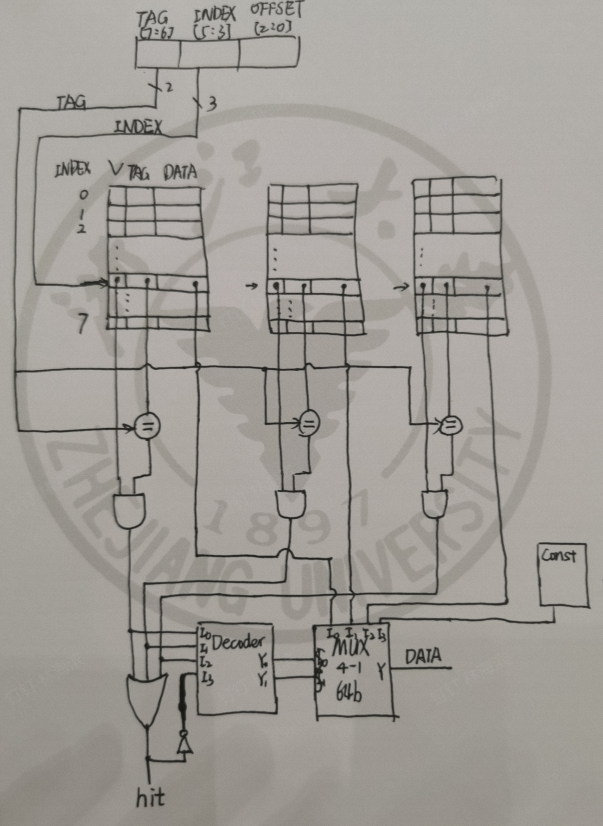 TAG INDEX OFFSET
[7:6] [5:3] [2:0]
2
3
TAG
INDEX
INDEX V TAG DATA
0
1
2
7
=
=
=
ZHEJIANG UNIVERSITY
1897
Const
I0 Decoder
I1
I2 Y0
I3 Y1
I0 I1 I2 I3
MUX
4-1
64b
Y
DATA
hit